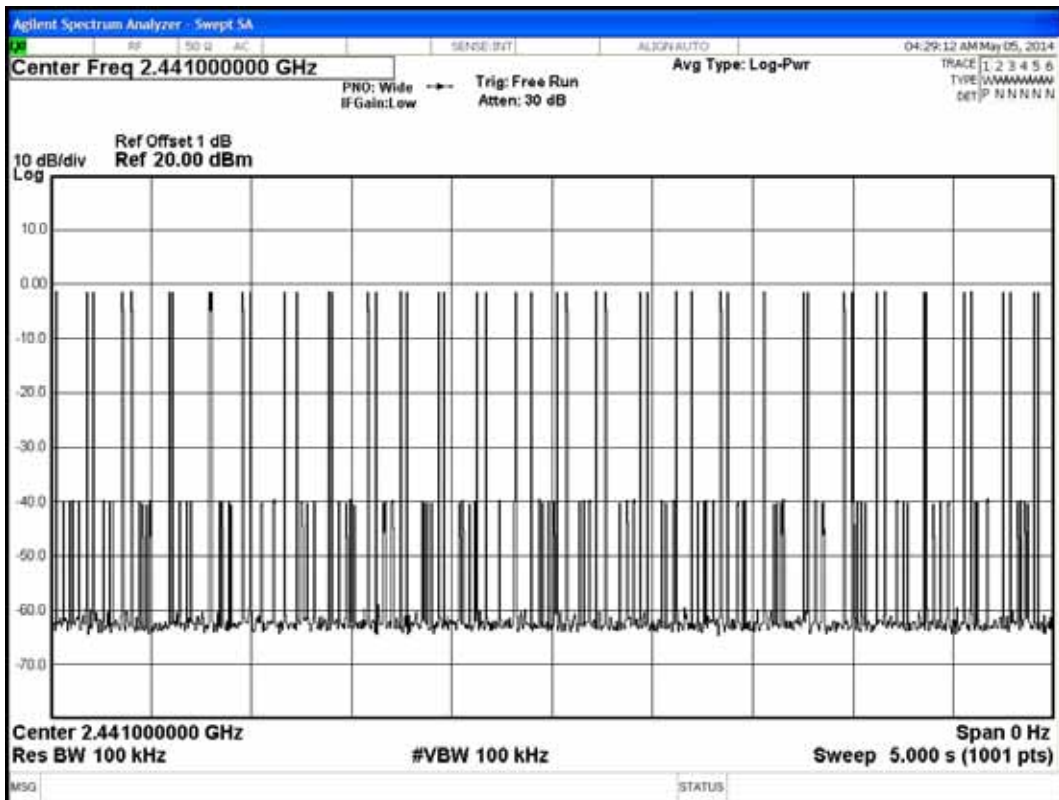 Agilent Spectrum Analyzer - Swept SA
RF 50 Ω AC SENSE:INT ALIGN AUTO 04:29:12 AM May 05, 2014
Center Freq 2.441000000 GHz Avg Type: Log-Pwr TRACE 1 2 3 4 5 6
PNO: Wide Trig: Free Run TYPE
IFGain:Low Atten: 30 dB DET P N N N N N
Ref Offset 1 dB
10 dB/div Ref 20.00 dBm
Log
10.0
0.00
-10.0
-20.0
-30.0
-40.0
-50.0
-60.0
-70.0
Center 2.441000000 GHz Span 0 Hz
Res BW 100 kHz #VBW 100 kHz Sweep 5.000 s (1001 pts)
MSG STATUS